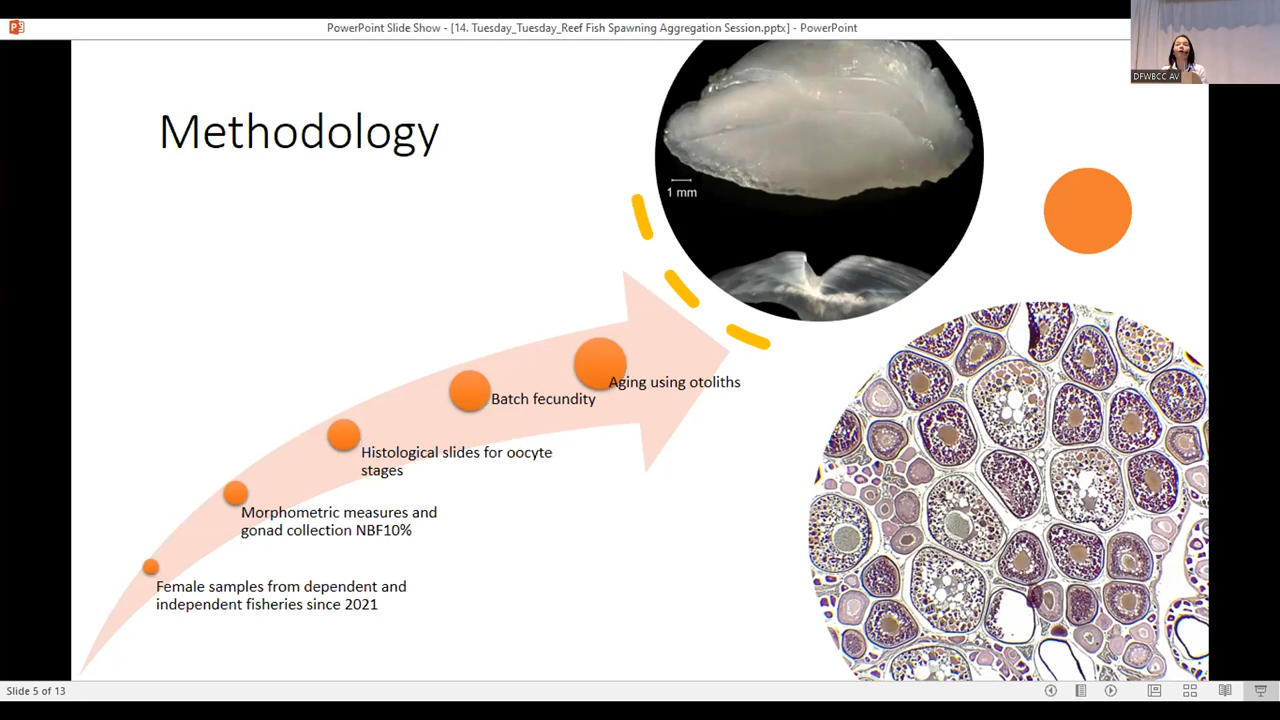 PowerPoint Slide Show - [14. Tuesday_Tuesday_Reef Fish Spawning Aggregation Session.pptx] - PowerPoint
DFWBCC AV
Methodology
1 mm
Aging using otoliths
Batch fecundity
Histological slides for oocyte
stages
Morphometric measures and
gonad collection NBF10%
Female samples from dependent and
independent fisheries since 2021
Slide 5 of 13